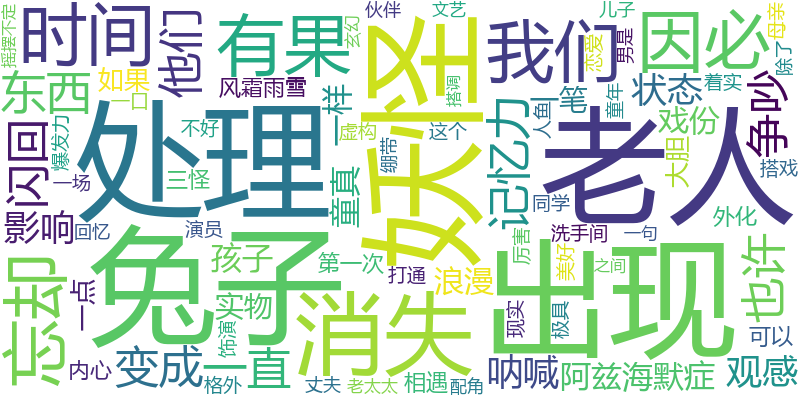 摇摆不定
时间
他们
有果
玄幻
伙伴
文艺
我们
儿子
恋爱
男是
因必
母亲
除了
东西
如果
一口
风霜雨雪
一样
搭调
妖怪
记忆力
一笔
人鱼
童年
状态
着实
争吵
闪回
爆发力
不好
处理
虚构
绷带
这个
老人
大胆
戏份
搭戏
影响
一场
三怪
童真
同学
外化
回忆
演员
兔子
第一次
打通
洗手间
一句
厉害
美好
之间
出现
也许
忘却
一点
孩子
实物
饰演
消失
浪漫
现实
极具
可以
内心
变成
一直
格外
丈夫
老太太
相遇
配角
呐喊
阿兹海默症
观感